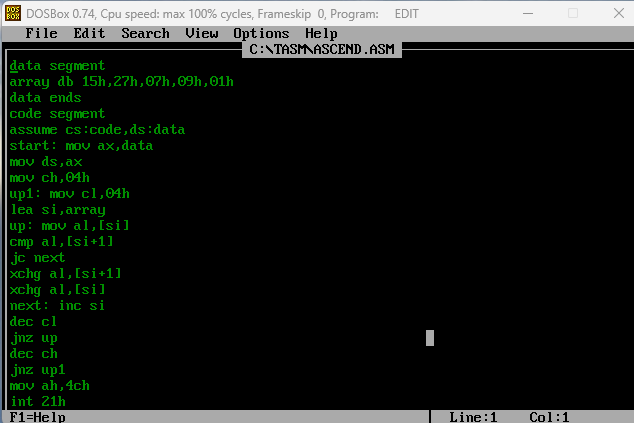 DOS BOX DOSBox 0.74, Cpu speed: max 100% cycles, Frameskip 0, Program: EDIT
File Edit Search View Options Help
C:\TASM\ASCEND.ASM
data segment
array db 15h,27h,07h,09h,01h
data ends
code segment
assume cs:code,ds:data
start: mov ax,data
mov ds,ax
mov ch,04h
up1: mov cl,04h
lea si,array
up: mov al,[si]
cmp al,[si+1]
jc next
xchg al,[si+1]
xchg al,[si]
next: inc si
dec cl
jnz up
dec ch
jnz up1
mov ah,4ch
int 21h
F1=Help Line:1 Col:1